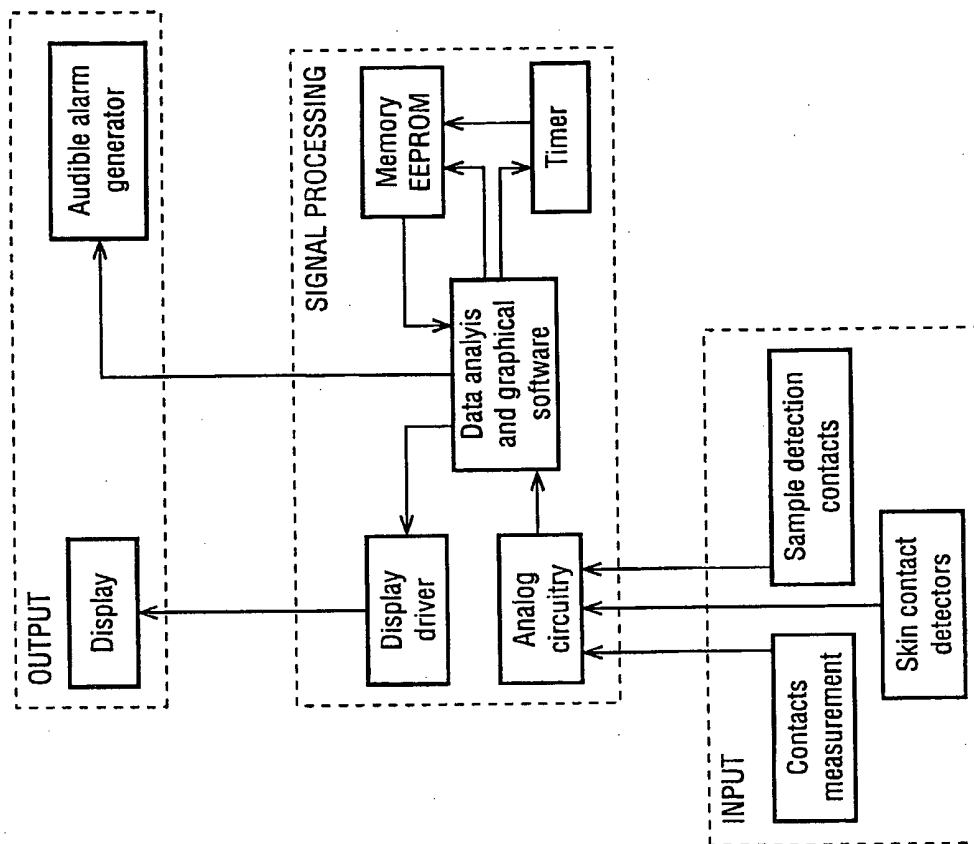 OUTPUT
Display
Audible alarm
generator
SIGNAL PROCESSING
Display
driver
Memory
EEPROM
Analog
circuitry
Data analyis
and graphical
software
Timer
INPUT
Contacts
measurement
Sample detection
contacts
Skin contact
detectors